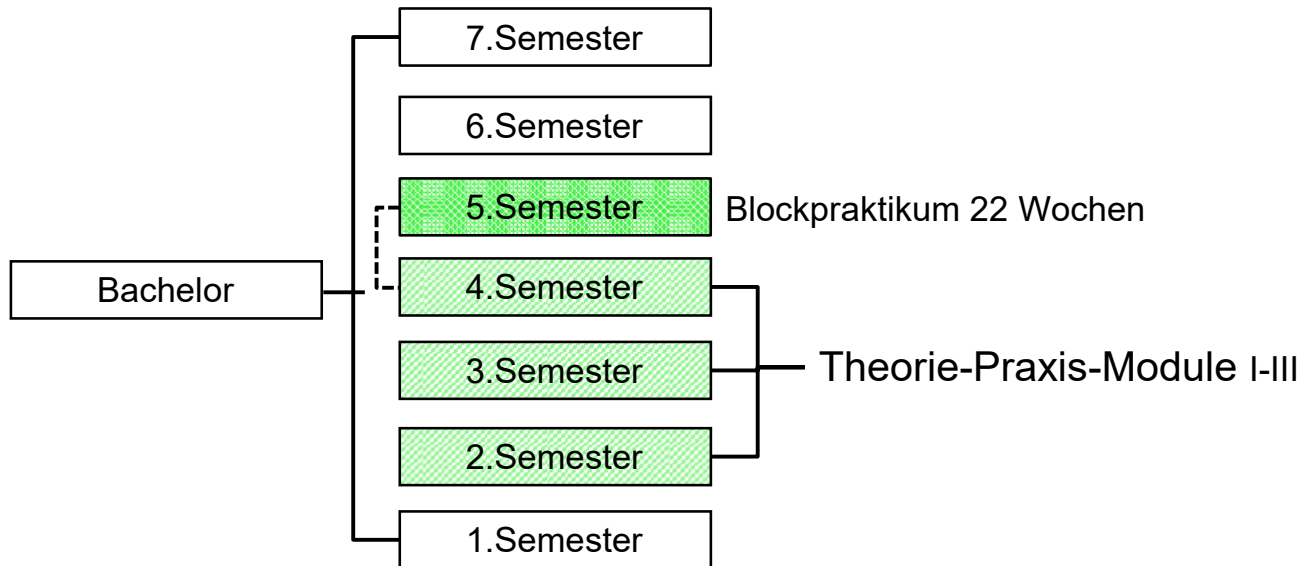 7.Semester
6.Semester
5.Semester
Blockpraktikum 22 Wochen
Bachelor
4.Semester
3.Semester
Theorie-Praxis-Module I-III
2.Semester
1.Semester